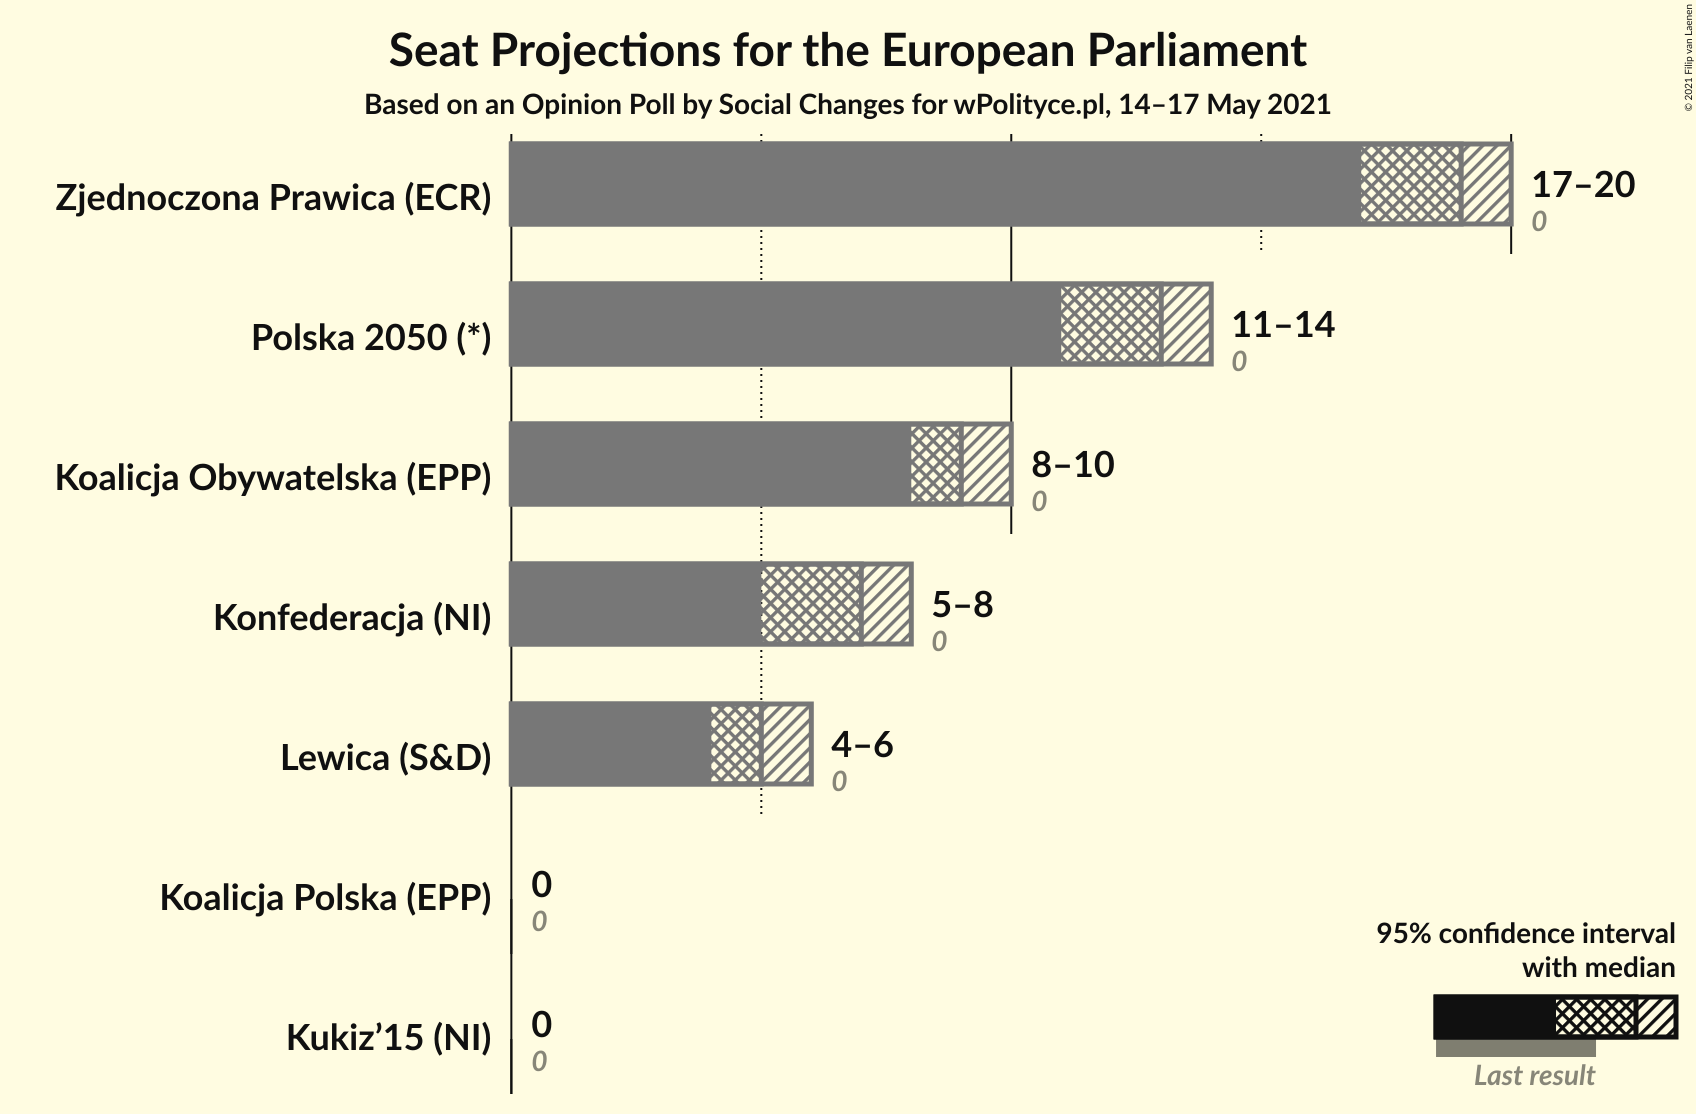 Seat Projections for the European Parliament
Based on an Opinion Poll by Social Changes for wPolityce.pl, 14–17 May 2021
© 2021 Filip van Laenen
Zjednoczona Prawica (ECR)
17–20
0
Polska 2050 (*)
11–14
0
Koalicja Obywatelska (EPP)
8–10
0
Konfederacja (NI)
5–8
0
Lewica (S&D)
4–6
0
Koalicja Polska (EPP)
0
0
Kukiz’15 (NI)
0
0
95% confidence interval
with median
Last result